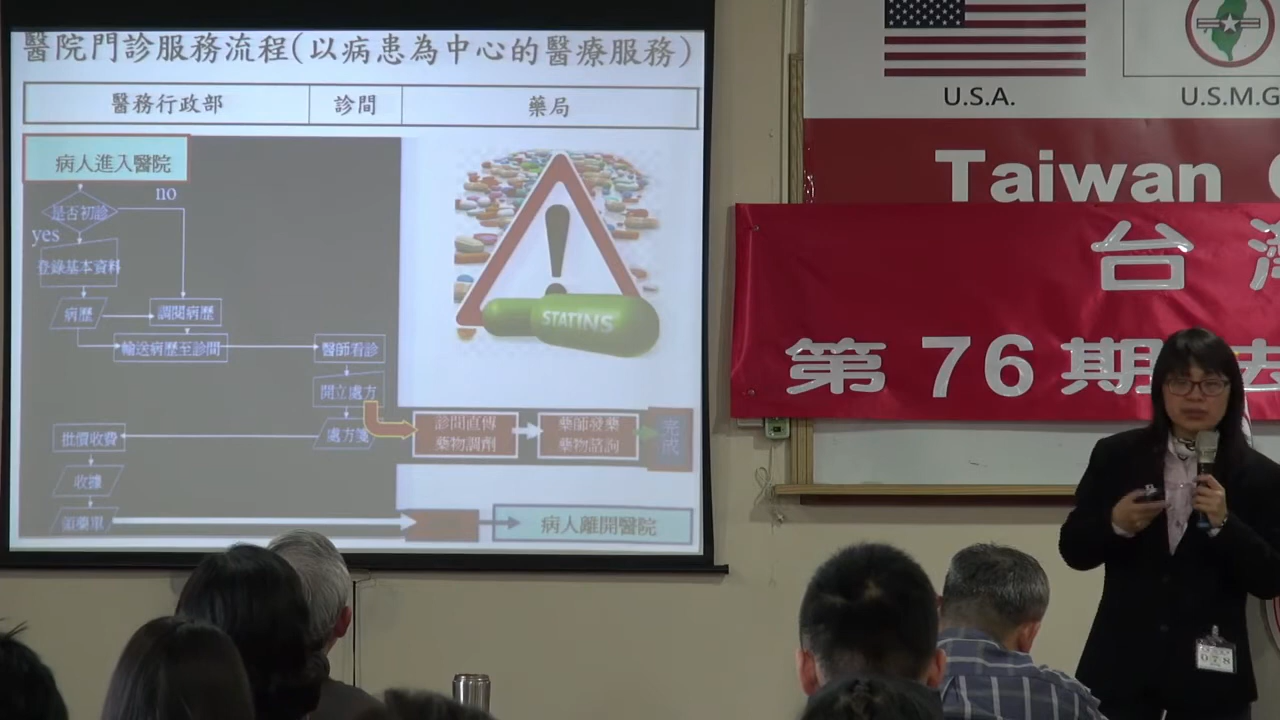 醫院門診服務流程(以病患為中心的醫療服務)
醫務行政部
診間
藥局
病人進入醫院
no
是否初診
yes
登錄基本資料
病歷
調閱病歷
輸送病歷至診間
醫師看診
開立處方
處方箋
批價收費
收據
領藥單
診間直傳
藥物調劑
藥師發藥
藥物諮詢
完成
病人離開醫院
STATINS
U.S.A.
U.S.M.G
Taiwan
台
第 76 期
078